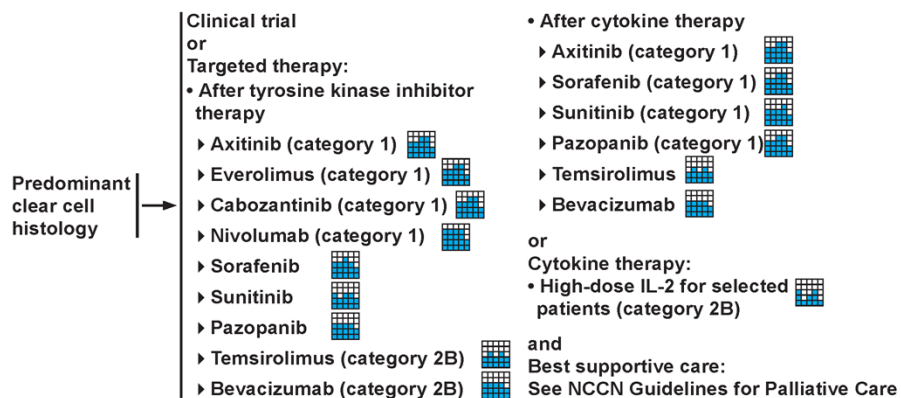 Predominant
clear cell
histology
Clinical trial
or
Targeted therapy:
• After tyrosine kinase inhibitor
therapy
▸ Axitinib (category 1)
▸ Everolimus (category 1)
▸ Cabozantinib (category 1)
▸ Nivolumab (category 1)
▸ Sorafenib
▸ Sunitinib
▸ Pazopanib
▸ Temsirolimus (category 2B)
▸ Bevacizumab (category 2B)
• After cytokine therapy
▸ Axitinib (category 1)
▸ Sorafenib (category 1)
▸ Sunitinib (category 1)
▸ Pazopanib (category 1)
▸ Temsirolimus
▸ Bevacizumab
or
Cytokine therapy:
• High-dose IL-2 for selected
patients (category 2B)
and
Best supportive care:
See NCCN Guidelines for Palliative Care